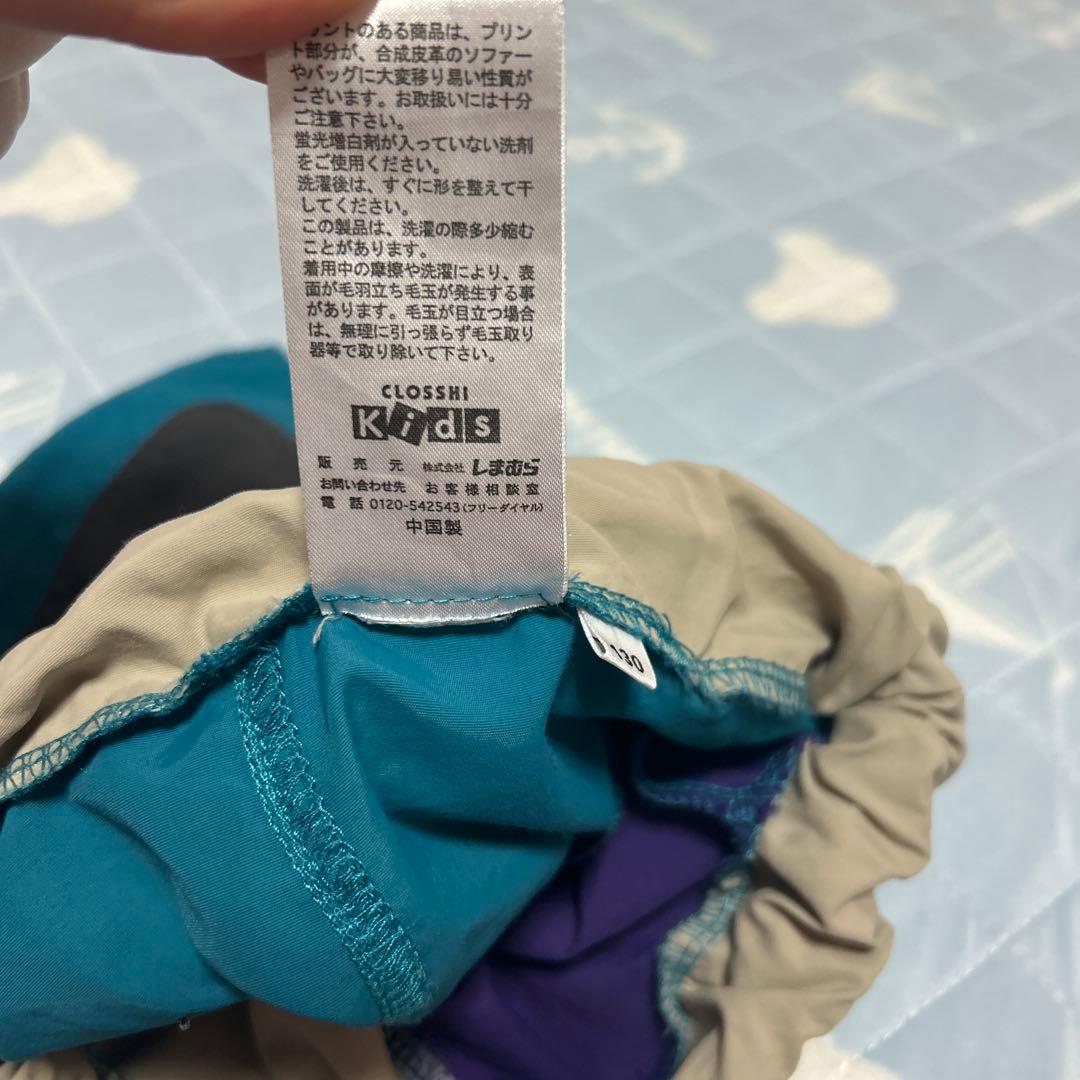 リントのある商品は、プリン
ト部分が、合成皮革のソファー
やバッグに大変移り易い性質が
ございます。お取扱いには十分
ご注意下さい。
蛍光増白剤が入っていない洗剤
をご使用ください。
洗濯後は、すぐに形を整えて干
してください。
この製品は、洗濯の際多少縮む
ことがあります。
着用中の摩擦や洗濯により、表
面が毛羽立ち毛玉が発生する事
があります。毛玉が目立つ場合
は、無理に引っ張らず毛玉取り
器等で取り除いて下さい。
CLOSSHI
Kids
販売元 株式会社 しまむら
お問い合わせ先 お客様相談室
電話 0120-542543(フリーダイヤル)
中国製
130